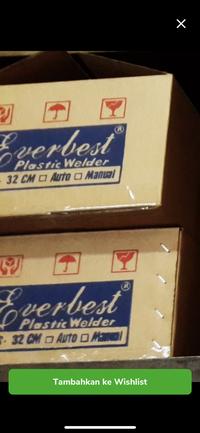 Everbest®
Plastic Welder
32 CM □ Auto □ Manual
Everbest®
Plastic Welder
32 CM □ Auto □ Manual
Tambahkan ke Wishlist